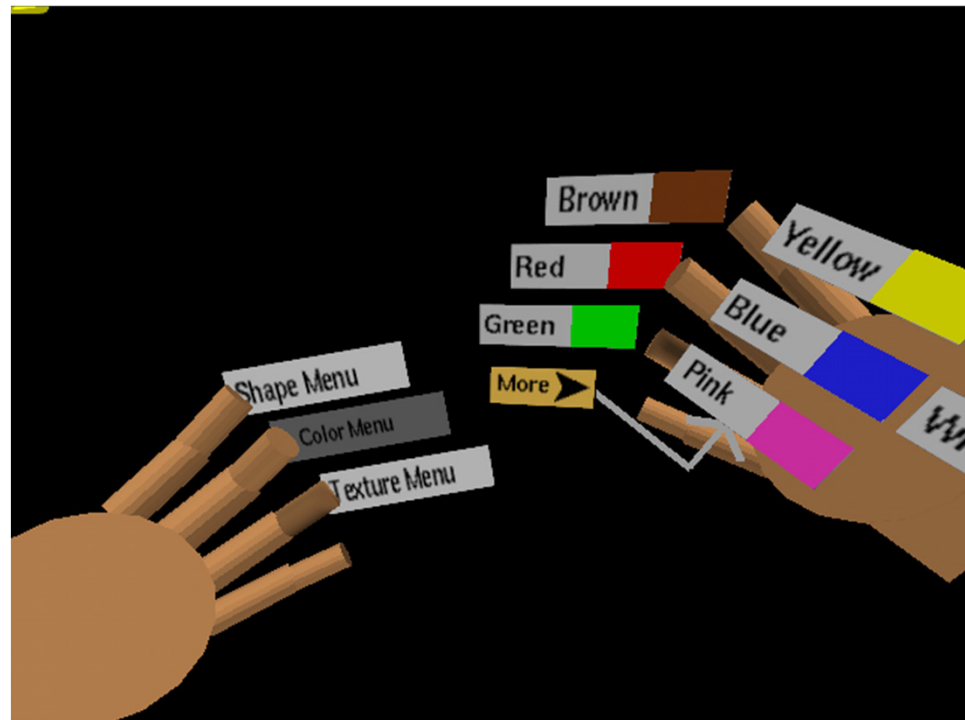 Brown
Yellow
Red
Blue
Green
Pink
More
Shape Menu
Color Menu
Texture Menu